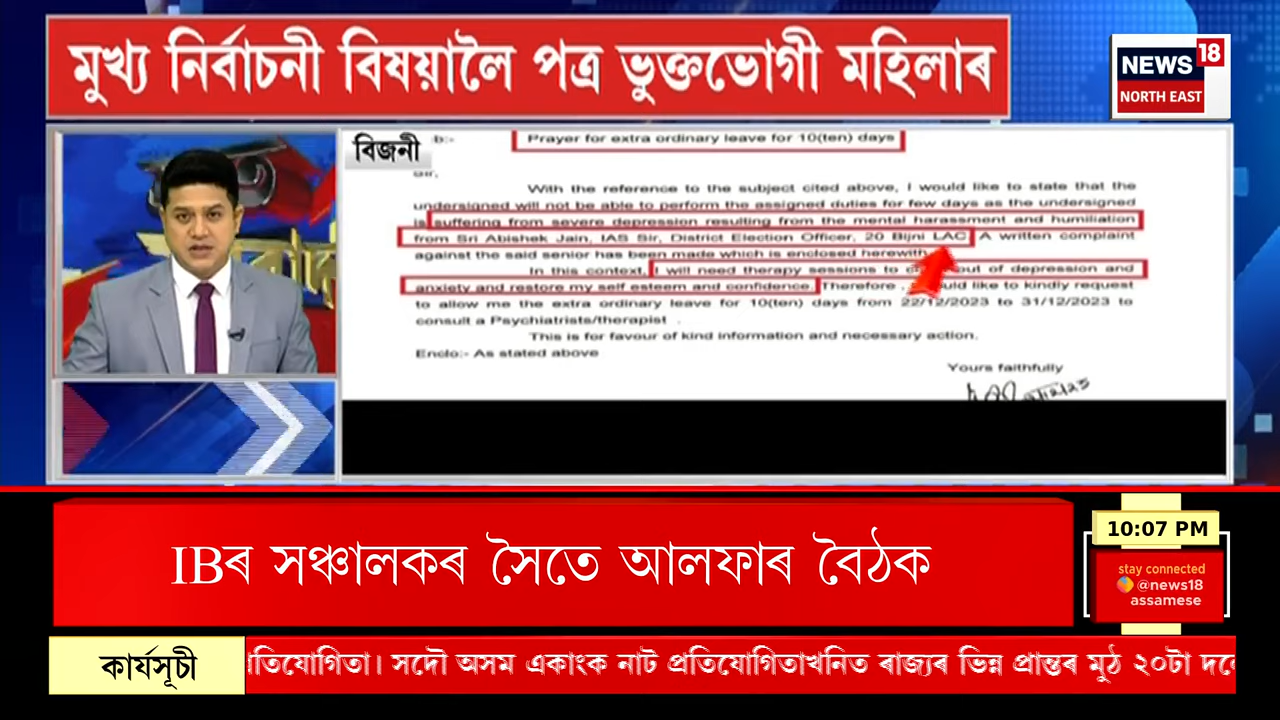 মুখ্য নিৰ্বাচনী বিষয়ালৈ পত্ৰ ভুক্তভোগী মহিলাৰ
NEWS 18
NORTH EAST
বিজনী
b:- Prayer for extra ordinary leave for 10(ten) days
Sir,
With the reference to the subject cited above, I would like to state that the
undersigned will not be able to perform the assigned duties for few days as the undersigned
is suffering from severe depression resulting from the mental harassment and humiliation
from Sri Abishek Jain, IAS Sir, District Election Officer, 20 Bijni LAC. A written complaint
against the said senior has been made which is enclosed herewith
In this context, I will need therapy sessions to out of depression and
anxiety and restore my self esteem and confidence. Therefore, like to kindly request
to allow me the extra ordinary leave for 10(ten) days from 22/12/2023 to 31/12/2023 to
consult a Psychiatrists/therapist .
This is for favour of kind information and necessary action.
Enclo:- As stated above
Yours faithfully
IBৰ সঞ্চালকৰ সৈতে আলফাৰ বৈঠক
10:07 PM
stay connected
@news18
assamese
কাৰ্যসূচী
প্ৰতিযোগিতা। সদৌ অসম একাংক নাট প্ৰতিযোগিতাখনিত ৰাজ্যৰ ভিন্ন প্ৰান্তৰ মুঠ ২০টা